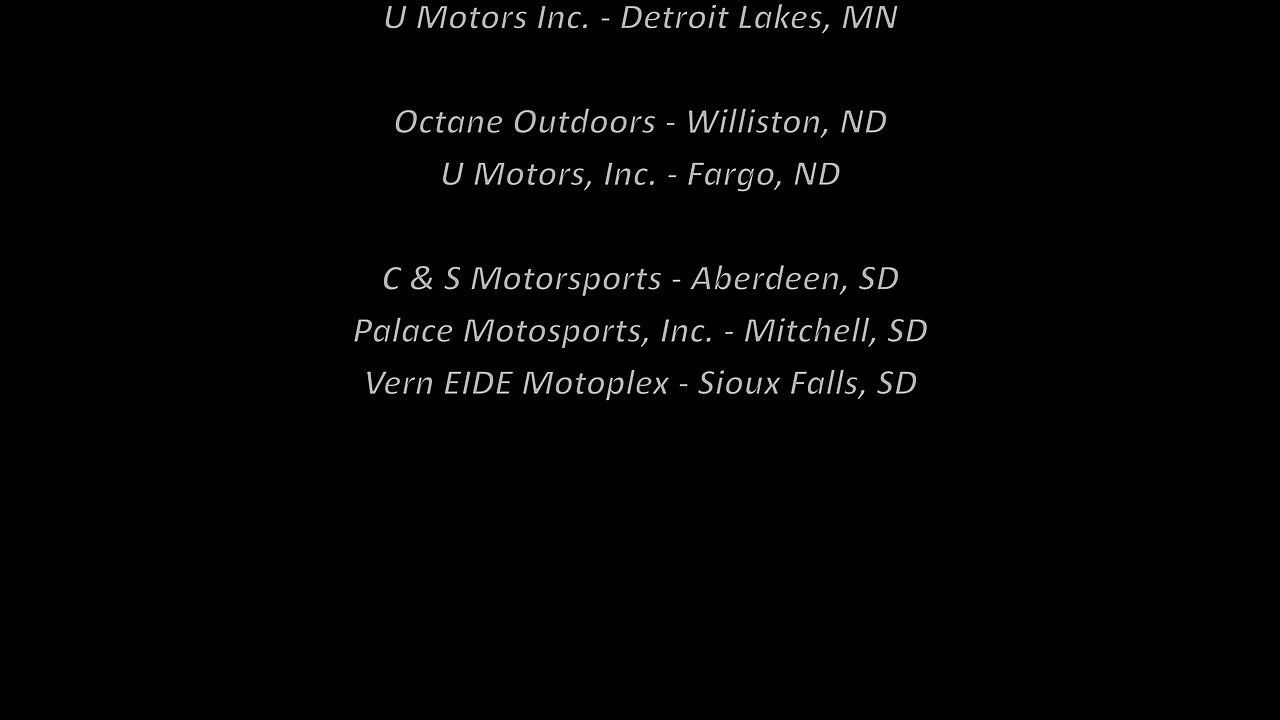 U Motors Inc. - Detroit Lakes, MN
Octane Outdoors - Williston, ND
U Motors, Inc. - Fargo, ND
C & S Motorsports - Aberdeen, SD
Palace Motosports, Inc. - Mitchell, SD
Vern EIDE Motoplex - Sioux Falls, SD